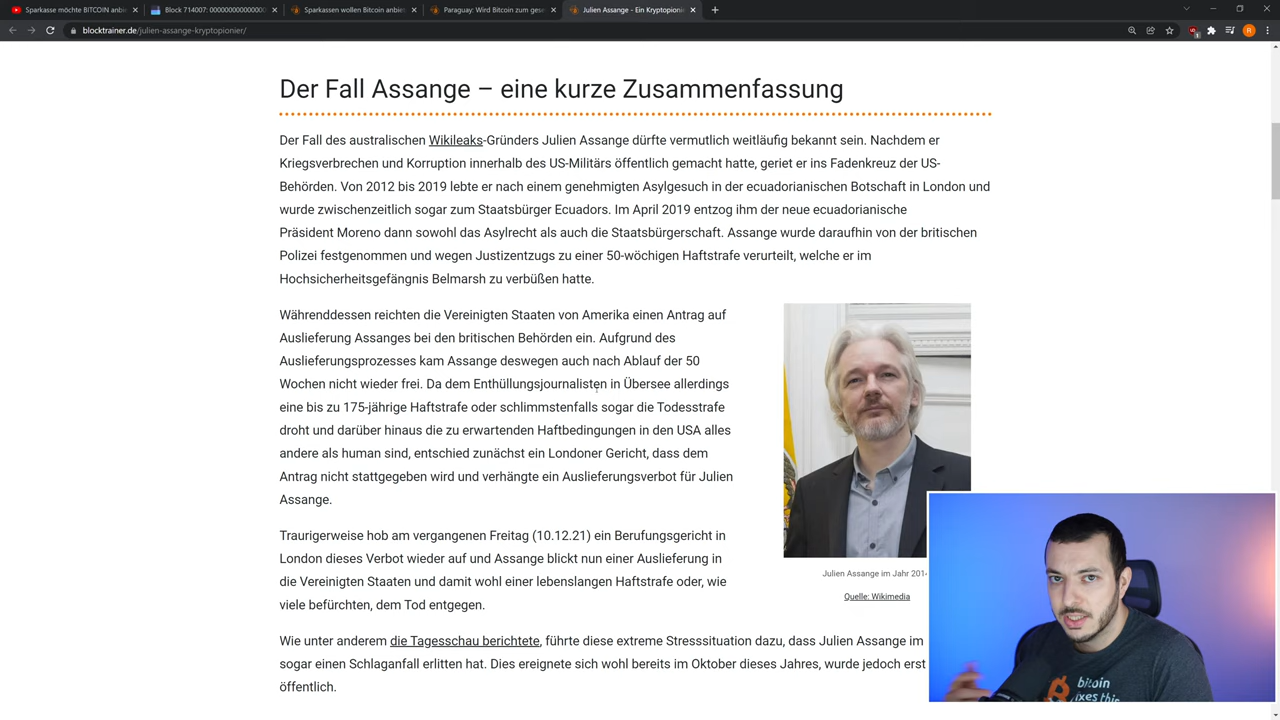 Sparkasse möchte BITCOIN anbi
Block 714007: 000000000000000
Sparkassen wollen Bitcoin anbie
Paraguay: Wird Bitcoin zum ges
Julien Assange - Ein Kryptopioni
blocktrainer.de/julien-assange-kryptopionier/
Der Fall Assange – eine kurze Zusammenfassung
Der Fall des australischen Wikileaks-Gründers Julien Assange dürfte vermutlich weitläufig bekannt sein. Nachdem er
Kriegsverbrechen und Korruption innerhalb des US-Militärs öffentlich gemacht hatte, geriet er ins Fadenkreuz der US-
Behörden. Von 2012 bis 2019 lebte er nach einem genehmigten Asylgesuch in der ecuadorianischen Botschaft in London und
wurde zwischenzeitlich sogar zum Staatsbürger Ecuadors. Im April 2019 entzog ihm der neue ecuadorianische
Präsident Moreno dann sowohl das Asylrecht als auch die Staatsbürgerschaft. Assange wurde daraufhin von der britischen
Polizei festgenommen und wegen Justizentzugs zu einer 50-wöchigen Haftstrafe verurteilt, welche er im
Hochsicherheitsgefängnis Belmarsh zu verbüßen hatte.
Währenddessen reichten die Vereinigten Staaten von Amerika einen Antrag auf
Auslieferung Assanges bei den britischen Behörden ein. Aufgrund des
Auslieferungsprozesses kam Assange deswegen auch nach Ablauf der 50
Wochen nicht wieder frei. Da dem Enthüllungsjournalisten in Übersee allerdings
eine bis zu 175-jährige Haftstrafe oder schlimmstenfalls sogar die Todesstrafe
droht und darüber hinaus die zu erwartenden Haftbedingungen in den USA alles
andere als human sind, entschied zunächst ein Londoner Gericht, dass dem
Antrag nicht stattgegeben wird und verhängte ein Auslieferungsverbot für Julien
Assange.
Traurigerweise hob am vergangenen Freitag (10.12.21) ein Berufungsgericht in
London dieses Verbot wieder auf und Assange blickt nun einer Auslieferung in
die Vereinigten Staaten und damit wohl einer lebenslangen Haftstrafe oder, wie
viele befürchten, dem Tod entgegen.
Julien Assange im Jahr 201
Quelle: Wikimedia
Wie unter anderem die Tagesschau berichtete, führte diese extreme Stresssituation dazu, dass Julien Assange im
sogar einen Schlaganfall erlitten hat. Dies ereignete sich wohl bereits im Oktober dieses Jahres, wurde jedoch erst
öffentlich.
bitcoin
fixes this